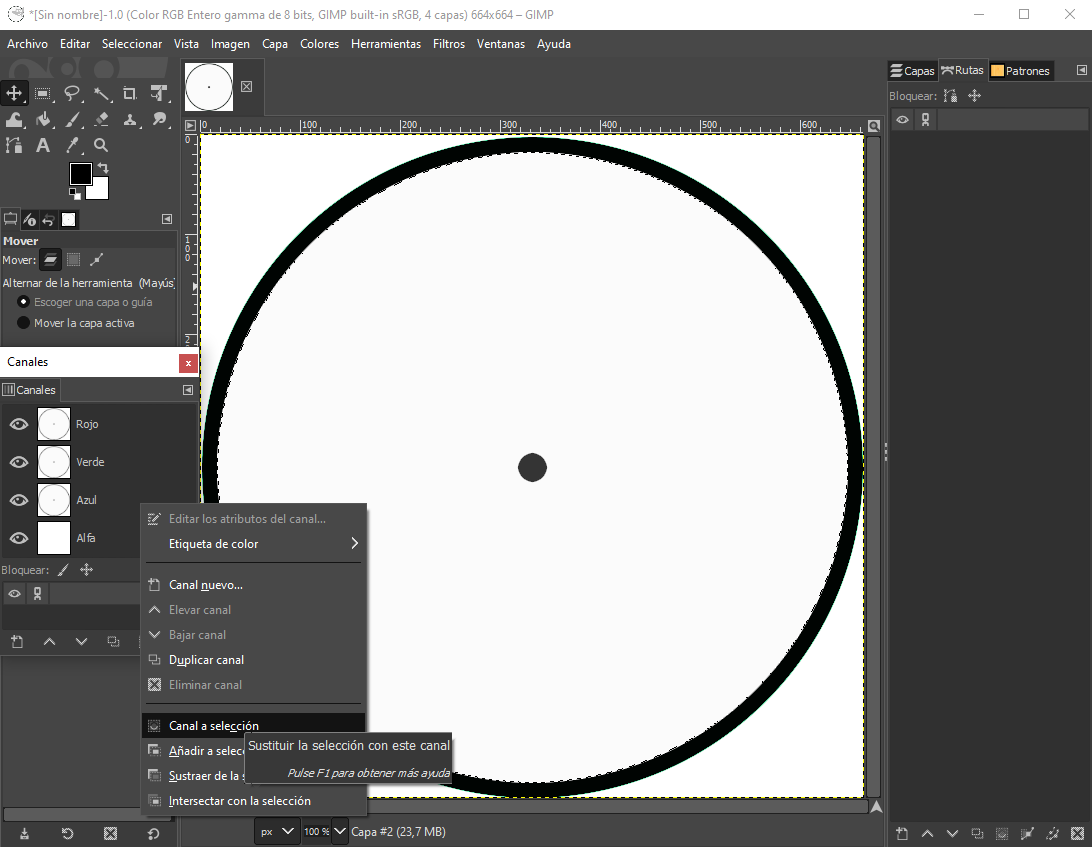 *[Sin nombre]-1.0 (Color RGB Entero gamma de 8 bits, GIMP built-in sRGB, 4 capas) 664x664 – GIMP
Archivo Editar Seleccionar Vista Imagen Capa Colores Herramientas Filtros Ventanas Ayuda
Capas Rutas Patrones
Bloquear:
0 100 200 300 400 500 600
0
100
2
Mover
Mover:
Alternar de la herramienta (Mayús)
Escoger una capa o guía
Mover la capa activa
Canales x
Canales
Rojo
Verde
Azul
Alfa
Bloquear:
Editar los atributos del canal...
Etiqueta de color
Canal nuevo...
Elevar canal
Bajar canal
Duplicar canal
Eliminar canal
Canal a selección
Añadir a selecc
Sustraer de la s
Intersectar con la selección
Sustituir la selección con este canal
Pulse F1 para obtener más ayuda
px 100 % Capa #2 (23,7 MB)